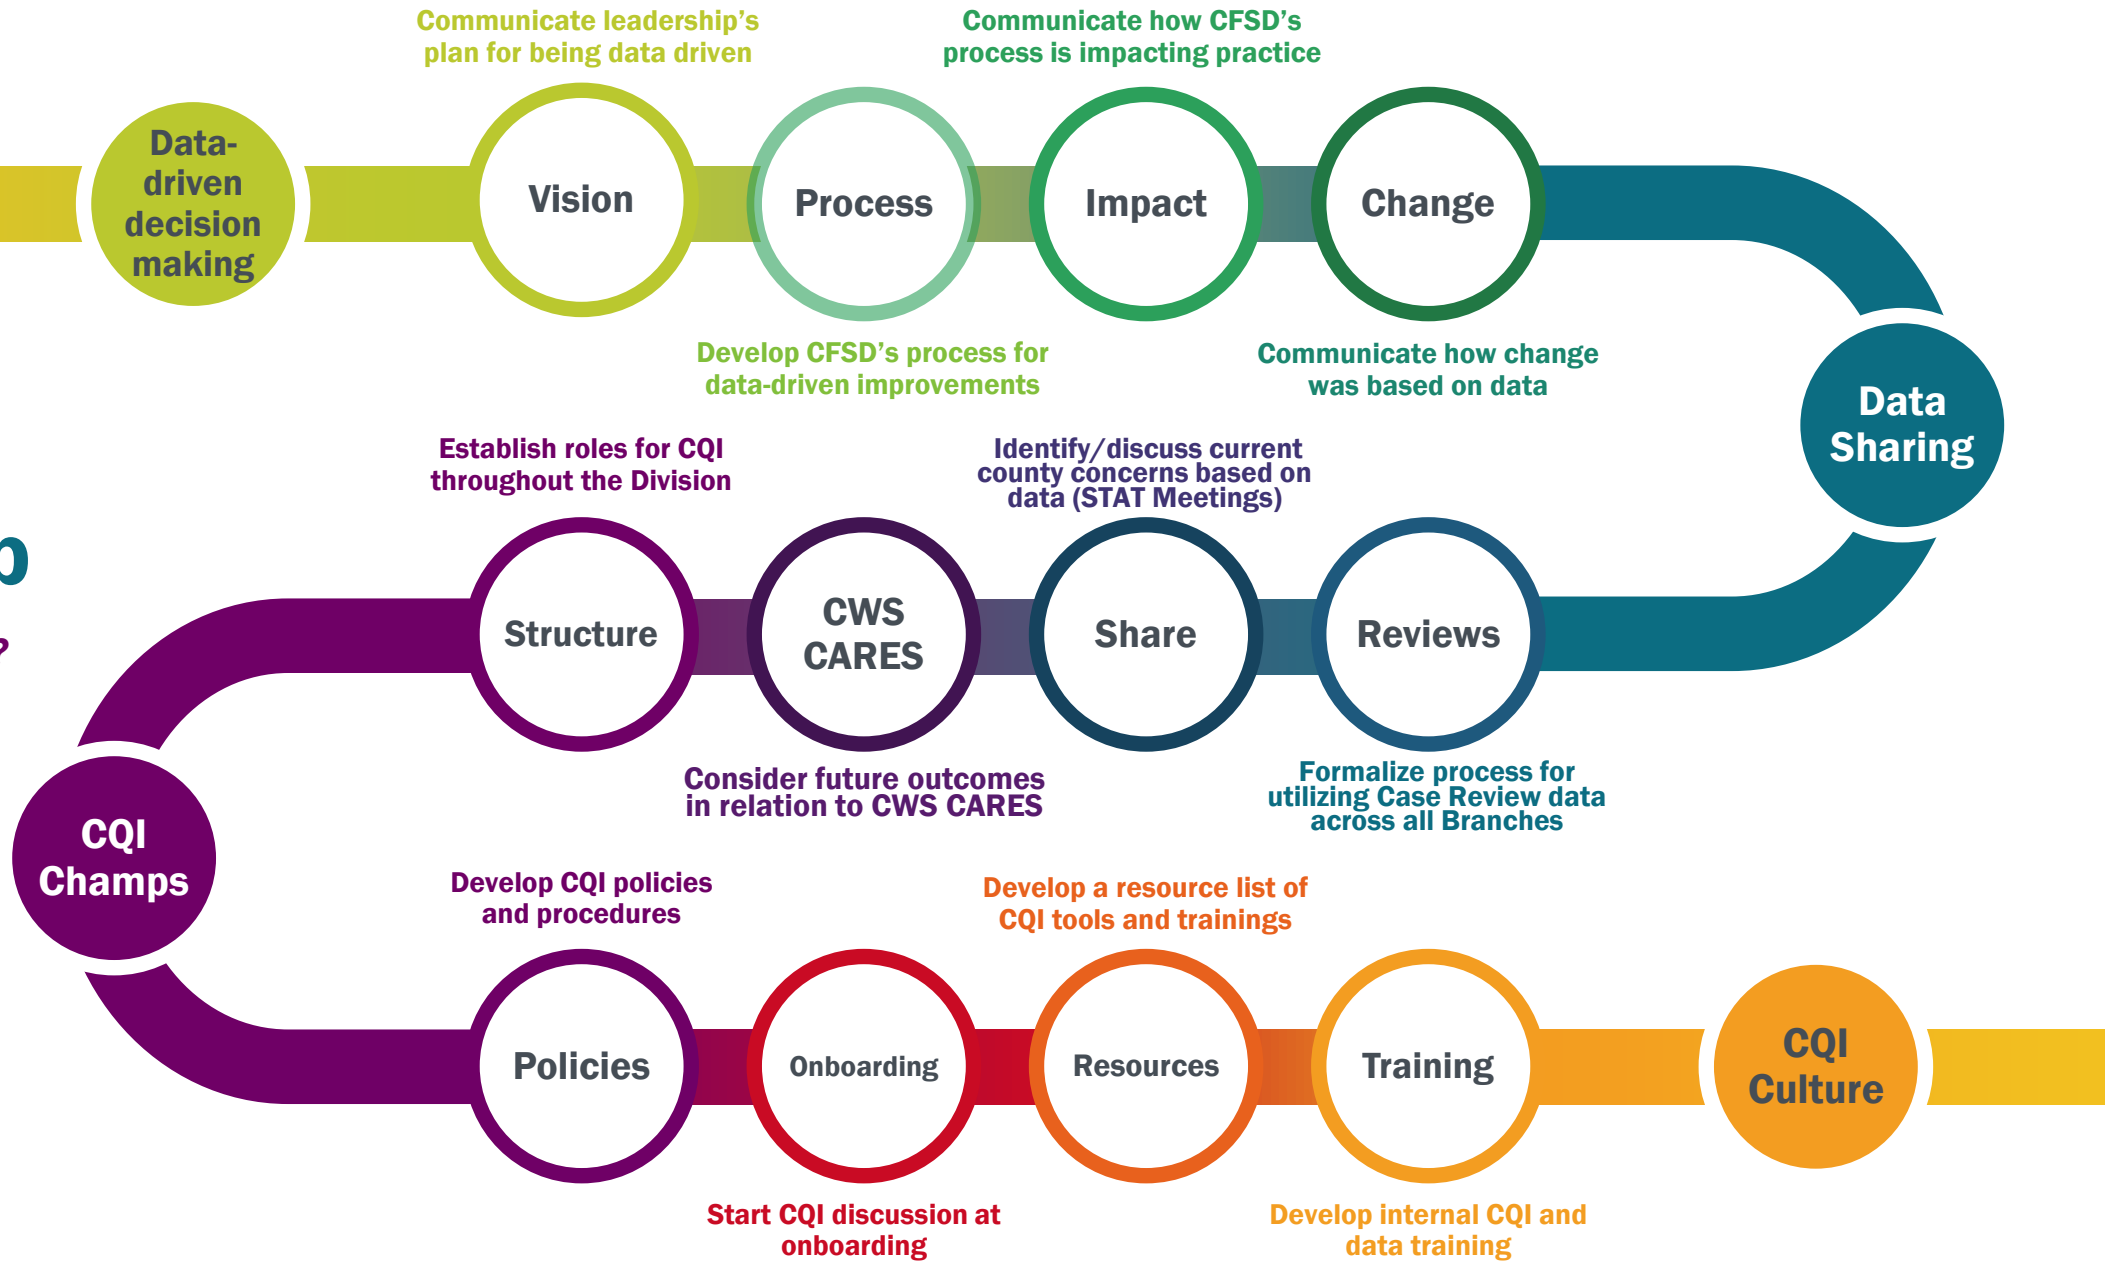 Communicate leadership's
plan for being data driven
Communicate how CFSD's
process is impacting practice
Data-
driven
decision
making
Vision
Process
Impact
Change
Develop CFSD's process for
data-driven improvements
Communicate how change
was based on data
Data
Sharing
Establish roles for CQI
throughout the Division
Identify/discuss current
county concerns based on
data (STAT Meetings)
p
?
Structure
CWS
CARES
Share
Reviews
Consider future outcomes
in relation to CWS CARES
Formalize process for
utilizing Case Review data
across all Branches
CQI
Champs
Develop CQI policies
and procedures
Develop a resource list of
CQI tools and trainings
Policies
Onboarding
Resources
Training
CQI
Culture
Start CQI discussion at
onboarding
Develop internal CQI and
data training